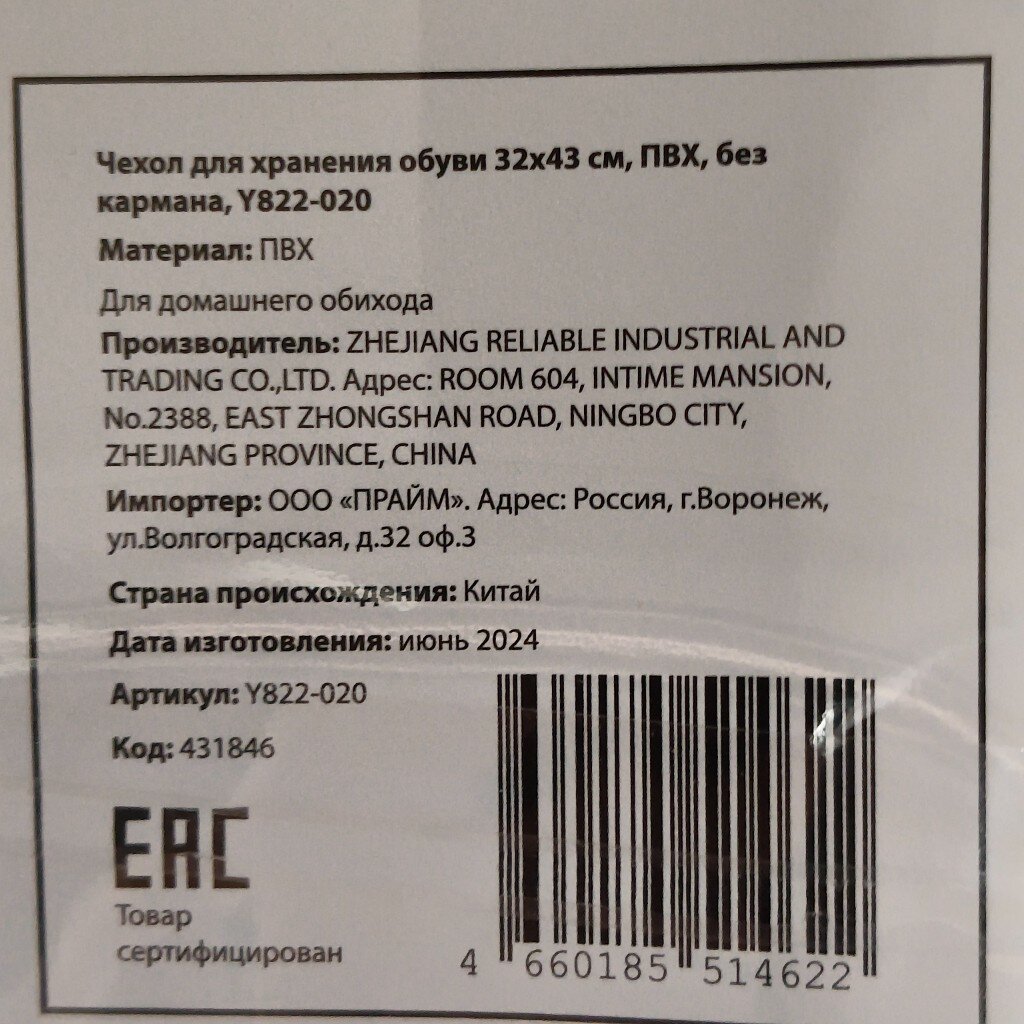 Чехол для хранения обуви 32х43 см, ПВХ, без
кармана, Y822-020
Материал: ПВХ
Для домашнего обихода
Производитель: ZHEJIANG RELIABLE INDUSTRIAL AND
TRADING CO.,LTD. Адрес: ROOM 604, INTIME MANSION,
No.2388, EAST ZHONGSHAN ROAD, NINGBO CITY,
ZHEJIANG PROVINCE, CHINA
Импортер: ООО «ПРАЙМ». Адрес: Россия, г.Воронеж,
ул.Волгоградская, д.32 оф.3
Страна происхождения: Китай
Дата изготовления: июнь 2024
Артикул: Y822-020
Код: 431846
EAC
Товар
сертифицирован
4 660185 514622